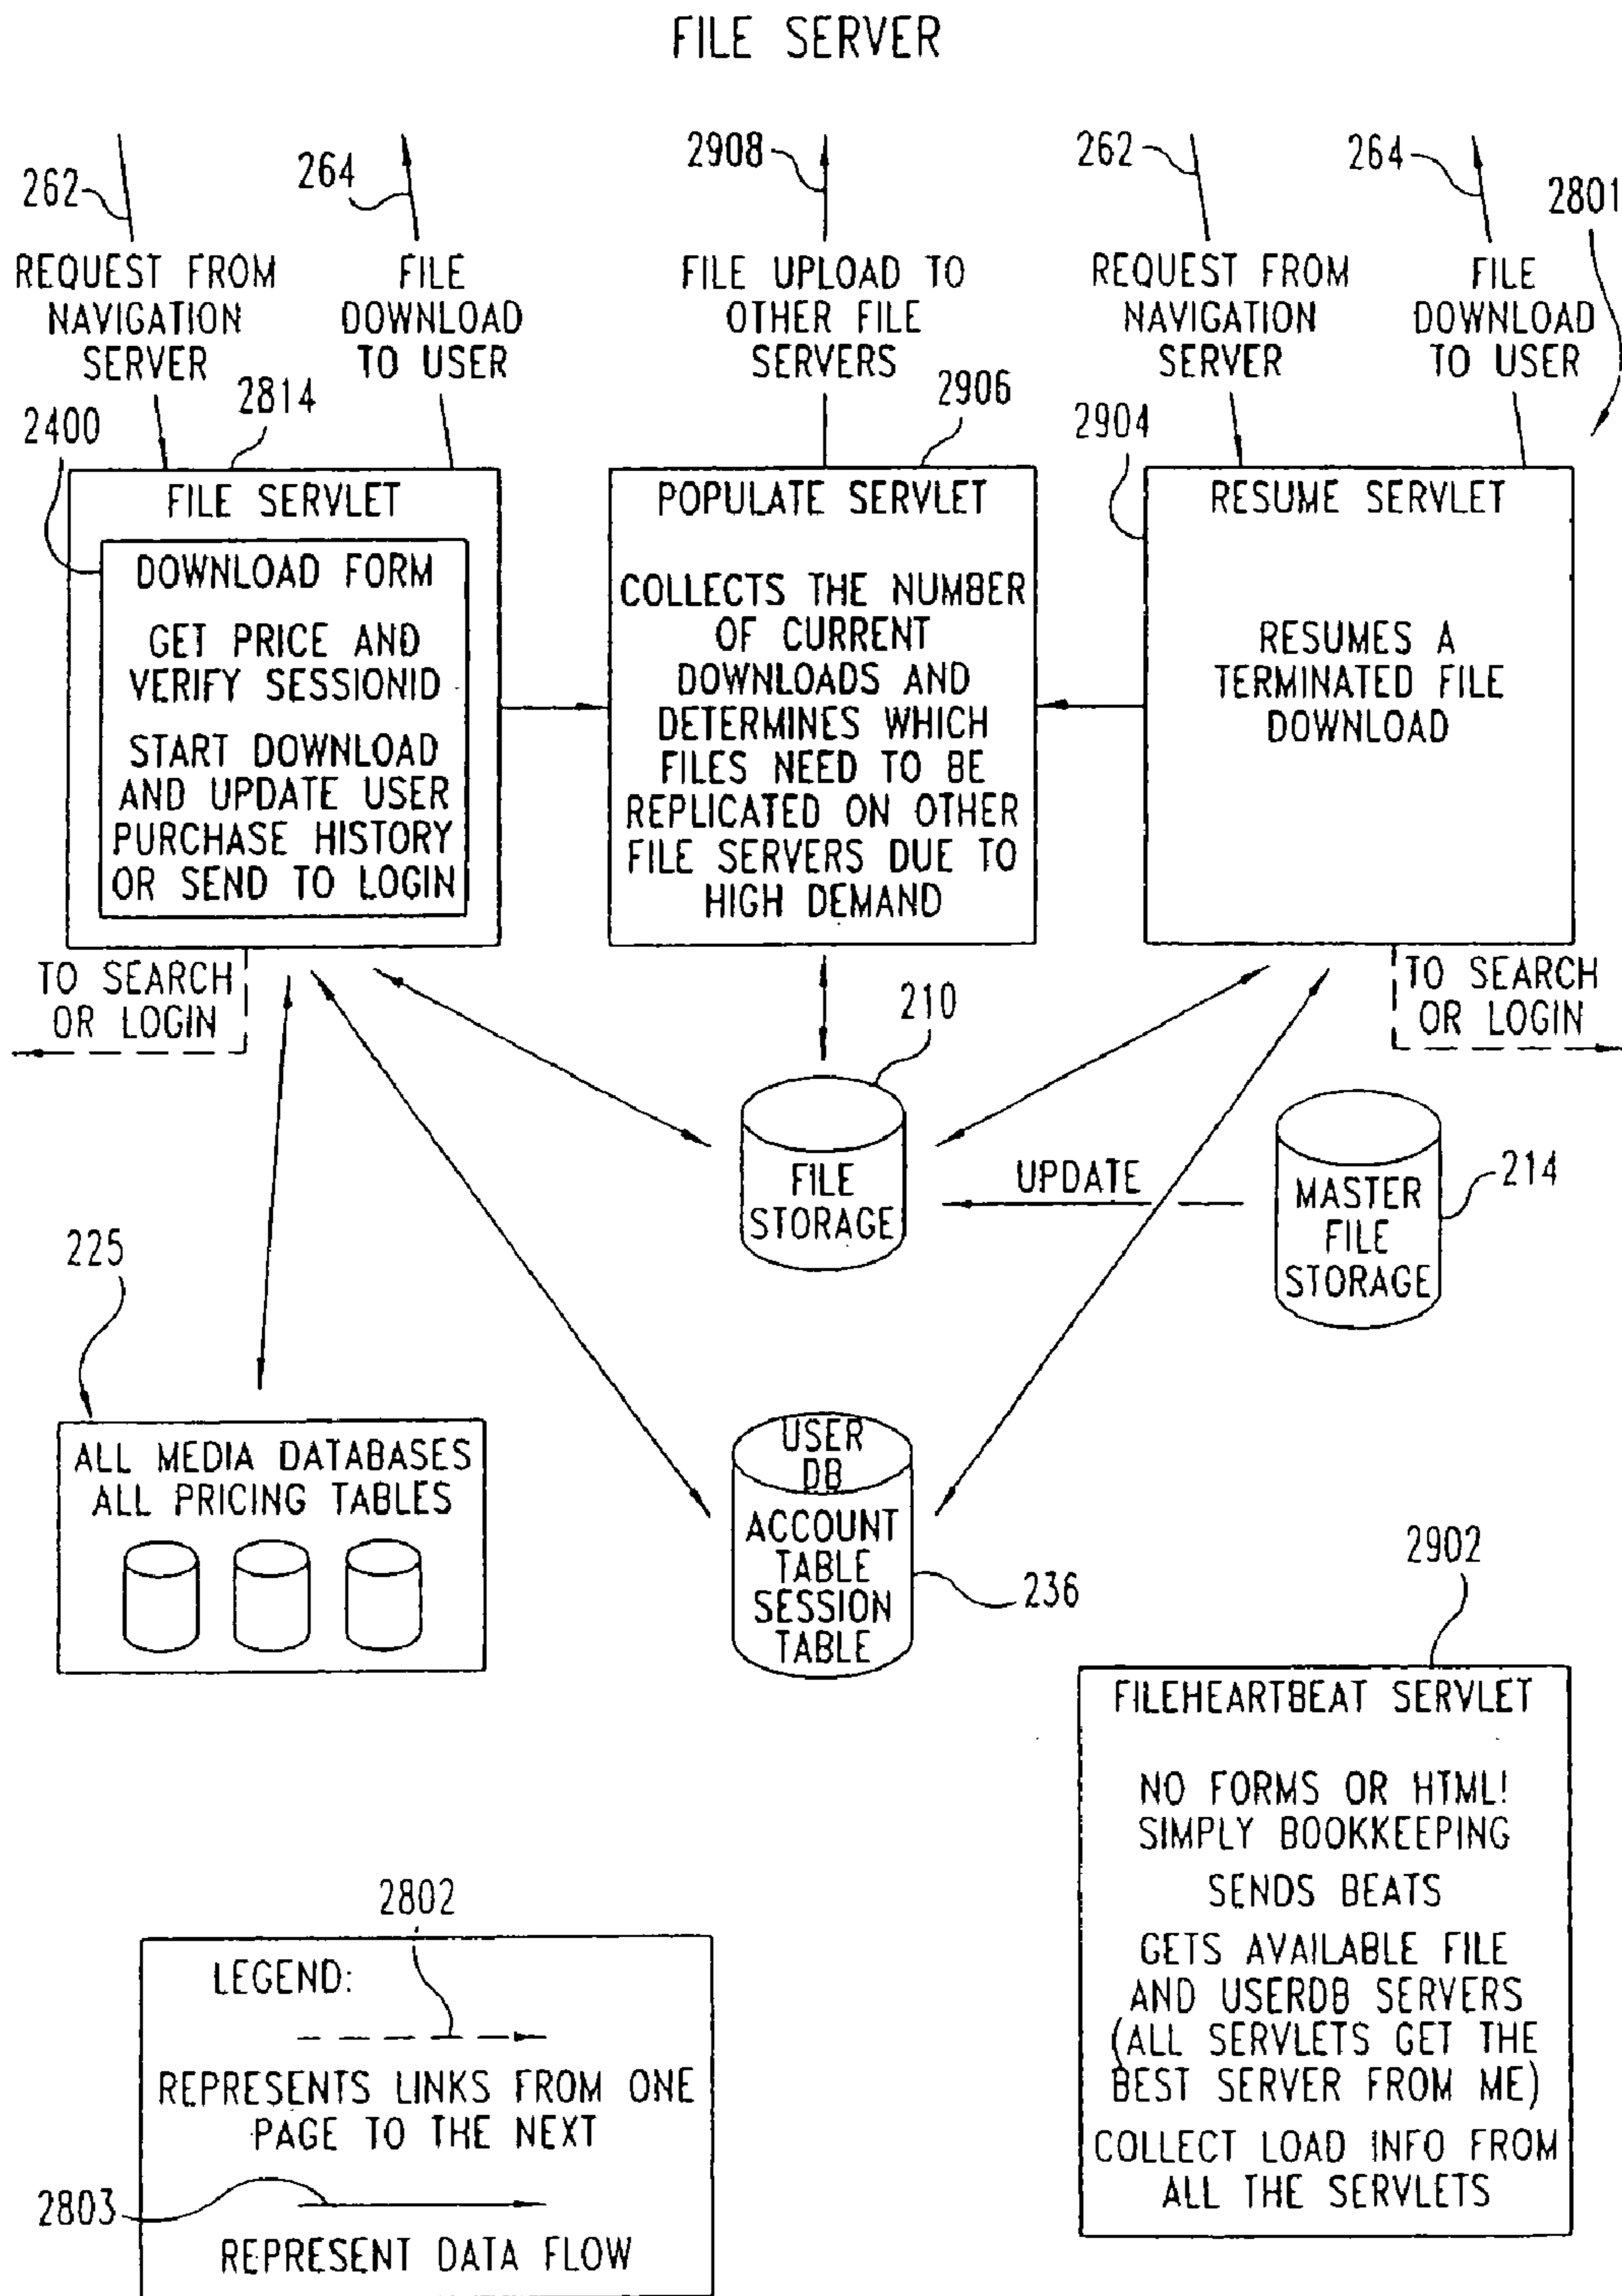 FILE SERVER
262
REQUEST FROM
NAVIGATION
SERVER
264
FILE
DOWNLOAD
TO USER
2908
FILE UPLOAD TO
OTHER FILE
SERVERS
262
REQUEST FROM
NAVIGATION
SERVER
264
FILE
DOWNLOAD
TO USER
2801
2400
2814
FILE SERVLET
DOWNLOAD FORM
GET PRICE AND
VERIFY SESSIONID
START DOWNLOAD
AND UPDATE USER
PURCHASE HISTORY
OR SEND TO LOGIN
2906
POPULATE SERVLET
COLLECTS THE NUMBER
OF CURRENT
DOWNLOADS AND
DETERMINES WHICH
FILES NEED TO BE
REPLICATED ON OTHER
FILE SERVERS DUE TO
HIGH DEMAND
2904
RESUME SERVLET
RESUMES A
TERMINATED FILE
DOWNLOAD
TO SEARCH
OR LOGIN
TO SEARCH
OR LOGIN
210
FILE
STORAGE
UPDATE
MASTER
FILE
STORAGE
214
225
ALL MEDIA DATABASES
ALL PRICING TABLES
USER
DB
ACCOUNT
TABLE
SESSION
TABLE
236
2902
FILEHEARTBEAT SERVLET
NO FORMS OR HTML!
SIMPLY BOOKKEEPING
SENDS BEATS
GETS AVAILABLE FILE
AND USERDB SERVERS
(ALL SERVLETS GET THE
BEST SERVER FROM ME)
COLLECT LOAD INFO FROM
ALL THE SERVLETS
2802
LEGEND:
REPRESENTS LINKS FROM ONE
PAGE TO THE NEXT
2803
REPRESENT DATA FLOW